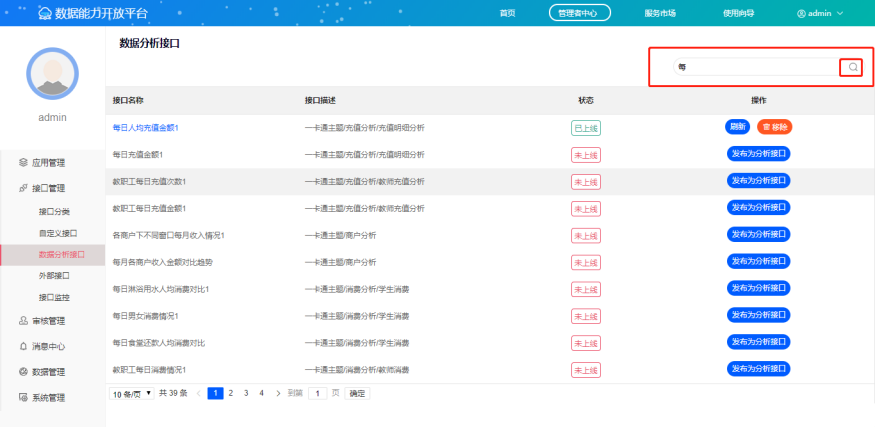 数据能力开放平台 首页 管理者中心 服务市场 使用向导 admin
数据分析接口
每
admin
应用管理
接口管理
接口分类
自定义接口
数据分析接口
外部接口
接口监控
审核管理
消息中心
数据管理
系统管理
接口名称 接口描述 状态 操作
每日人均充值金额1 一卡通主题/充值分析/充值明细分析 已上线 刷新 移除
每日充值金额1 一卡通主题/充值分析/充值明细分析 未上线 发布为分析接口
教职工每日充值次数1 一卡通主题/充值分析/教师充值分析 未上线 发布为分析接口
教职工每日充值金额1 一卡通主题/充值分析/教师充值分析 未上线 发布为分析接口
各商户下不同窗口每月收入情况1 一卡通主题/商户分析 未上线 发布为分析接口
每月各商户收入金额对比趋势 一卡通主题/商户分析 未上线 发布为分析接口
每日淋浴用水人均消费对比1 一卡通主题/消费分析/学生消费 未上线 发布为分析接口
每日男女消费情况1 一卡通主题/消费分析/学生消费 未上线 发布为分析接口
每日食堂还款人均消费对比 一卡通主题/消费分析/学生消费 未上线 发布为分析接口
教职工每日消费情况1 一卡通主题/消费分析/教师消费 未上线 发布为分析接口
10 条/页 共 39 条 1 2 3 4 到第 1 页 确定